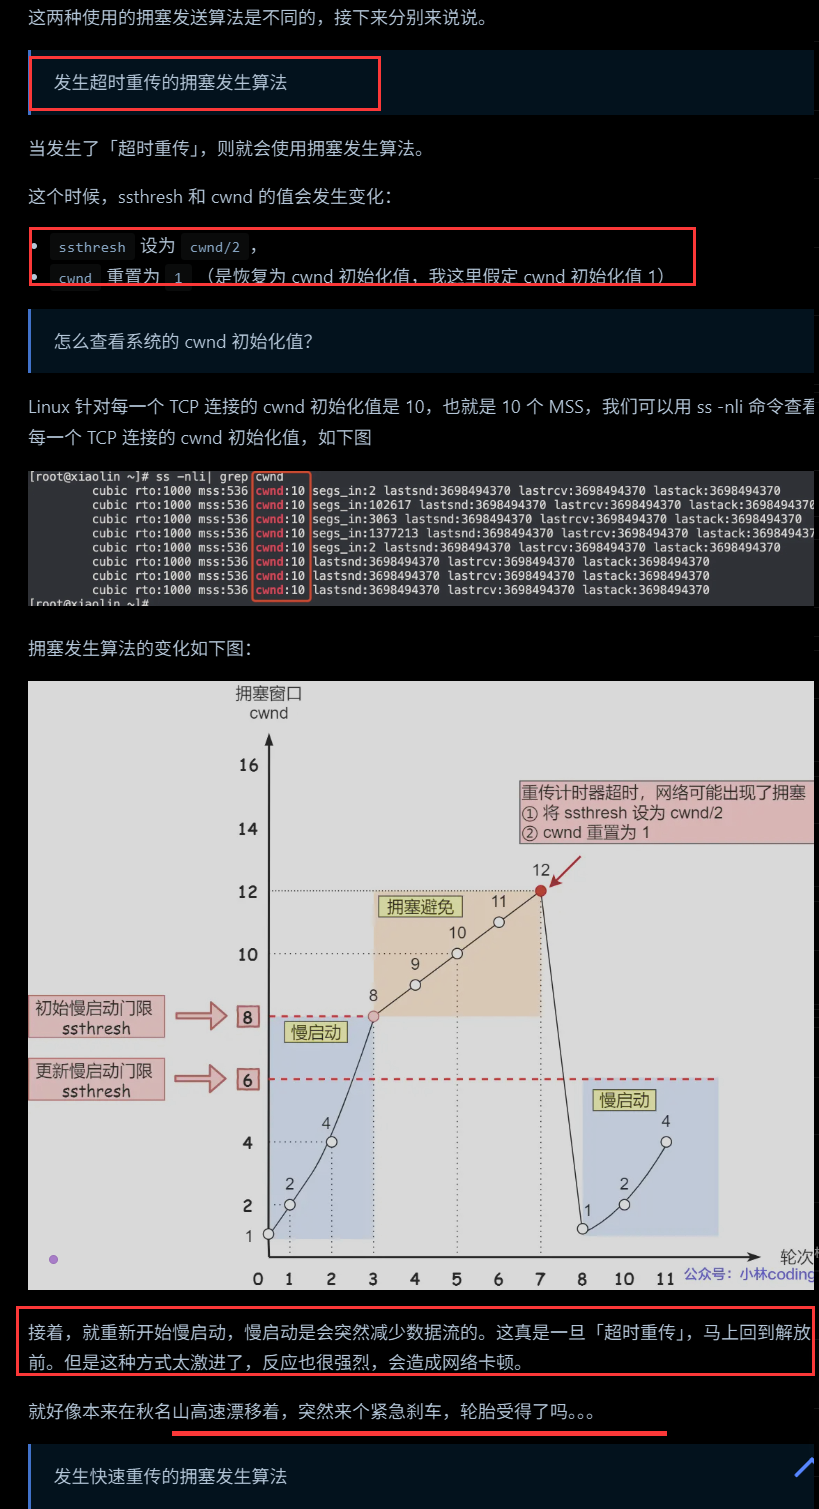 这两种使用的拥塞发送算法是不同的，接下来分别来说说。
发生超时重传的拥塞发生算法
当发生了「超时重传」，则就会使用拥塞发生算法。
这个时候，ssthresh 和 cwnd 的值会发生变化：
ssthresh 设为 cwnd/2 ，
cwnd 重置为 1 （是恢复为 cwnd 初始化值，我这里假定 cwnd 初始化值 1）
怎么查看系统的 cwnd 初始化值？
Linux 针对每一个 TCP 连接的 cwnd 初始化值是 10，也就是 10 个 MSS，我们可以用 ss -nli 命令查看
每一个 TCP 连接的 cwnd 初始化值，如下图
[root@xiaolin ~]# ss -nli| grep cwnd
cubic rto:1000 mss:536 cwnd:10 segs_in:2 lastsnd:3698494370 lastrcv:3698494370 lastack:3698494370
cubic rto:1000 mss:536 cwnd:10 segs_in:102617 lastsnd:3698494370 lastrcv:3698494370 lastack:3698494370
cubic rto:1000 mss:536 cwnd:10 segs_in:3063 lastsnd:3698494370 lastrcv:3698494370 lastack:3698494370
cubic rto:1000 mss:536 cwnd:10 segs_in:1377213 lastsnd:3698494370 lastrcv:3698494370 lastack:369849437
cubic rto:1000 mss:536 cwnd:10 segs_in:2 lastsnd:3698494370 lastrcv:3698494370 lastack:3698494370
cubic rto:1000 mss:536 cwnd:10 lastsnd:3698494370 lastrcv:3698494370 lastack:3698494370
cubic rto:1000 mss:536 cwnd:10 lastsnd:3698494370 lastrcv:3698494370 lastack:3698494370
cubic rto:1000 mss:536 cwnd:10 lastsnd:3698494370 lastrcv:3698494370 lastack:3698494370
[root@xiaolin ~]#
拥塞发生算法的变化如下图：
拥塞窗口
cwnd
16
重传计时器超时，网络可能出现了拥塞
① 将 ssthresh 设为 cwnd/2
② cwnd 重置为 1
14
12
12
拥塞避免
11
10
10
9
8
初始慢启动门限
ssthresh
8
慢启动
更新慢启动门限
ssthresh
6
慢启动
4
4
4
2
2
2
1
1
0 1 2 3 4 5 6 7 8 10 11
轮次
公众号：小林coding
接着，就重新开始慢启动，慢启动是会突然减少数据流的。这真是一旦「超时重传」，马上回到解放
前。但是这种方式太激进了，反应也很强烈，会造成网络卡顿。
就好像本来在秋名山高速漂移着，突然来个紧急刹车，轮胎受得了吗。。。
发生快速重传的拥塞发生算法